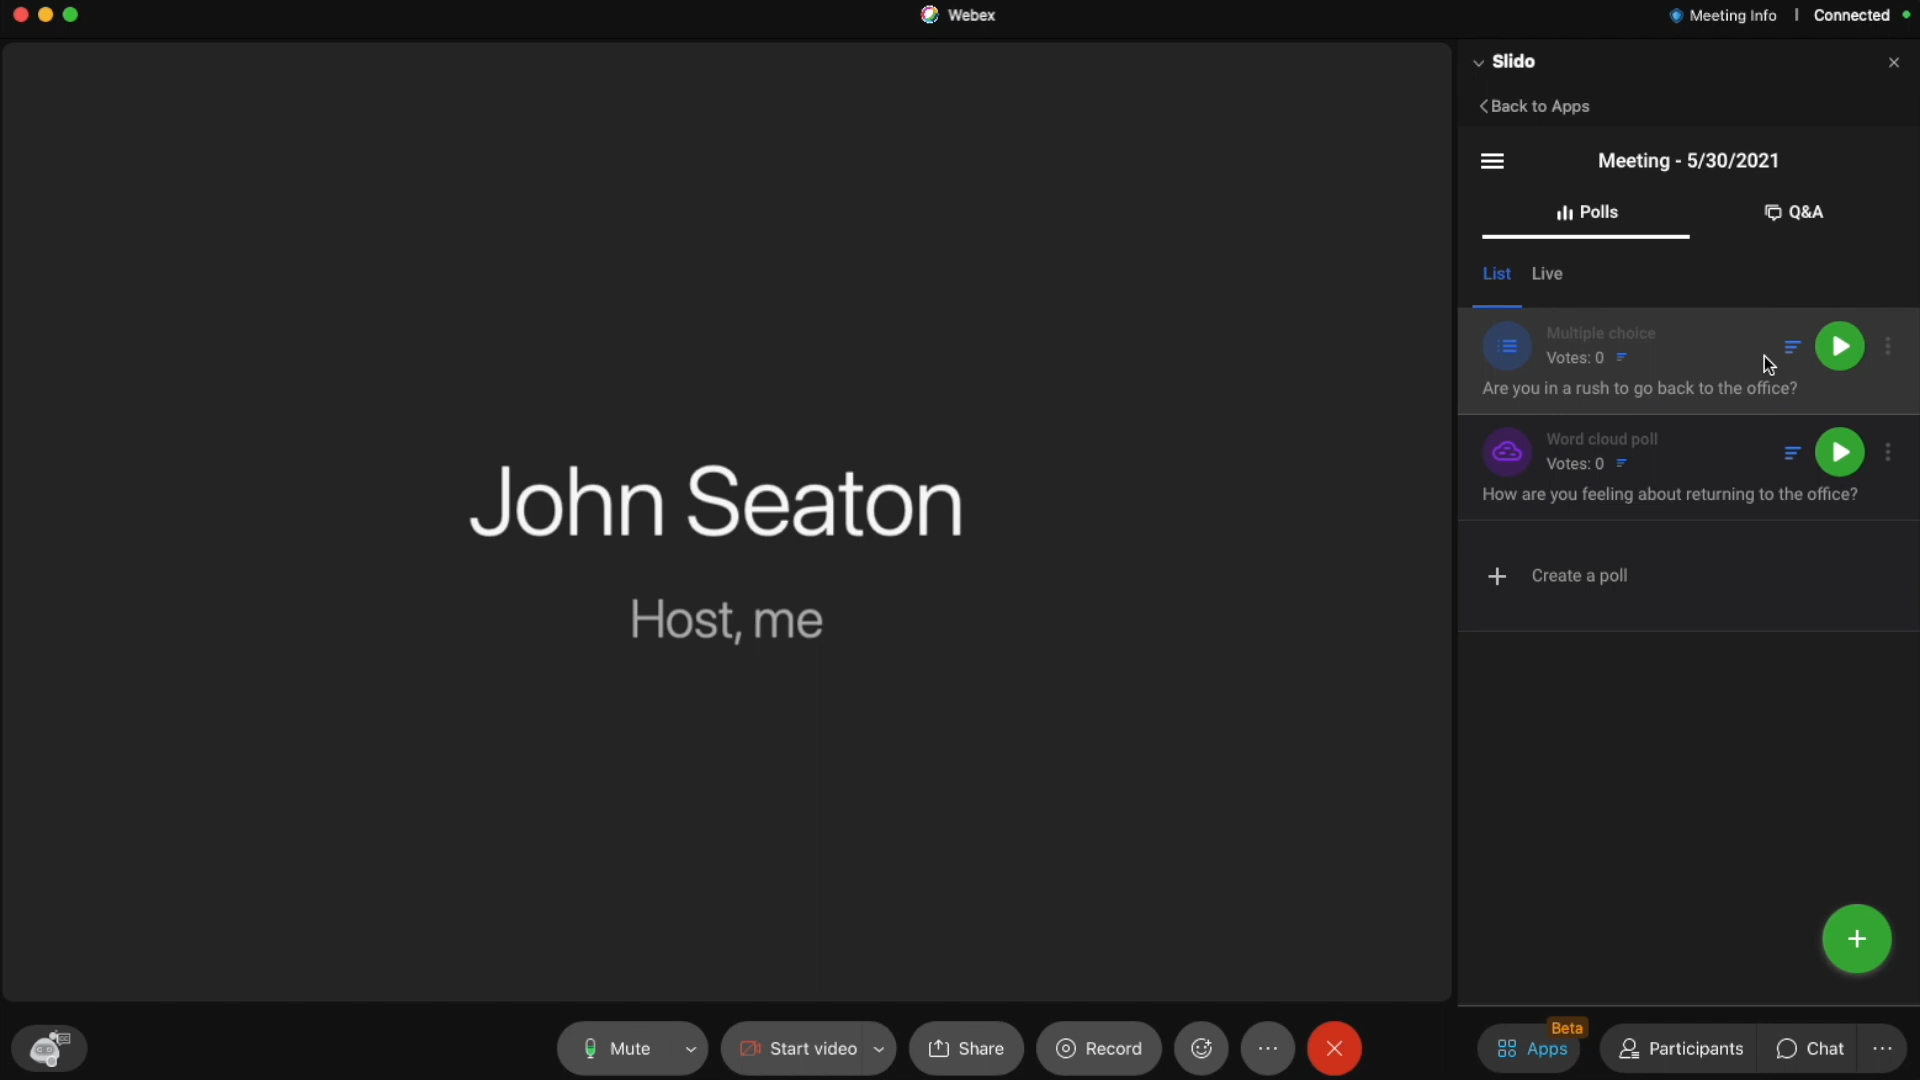 Webex
Meeting Info | Connected
Slido
Back to Apps
Meeting - 5/30/2021
Polls
Q&A
List
Live
Multiple choice
Votes: 0
Are you in a rush to go back to the office?
Word cloud poll
Votes: 0
How are you feeling about returning to the office?
+ Create a poll
+
John Seaton
Host, me
Mute
Start video
Share
Record
Beta
Apps
Participants
Chat